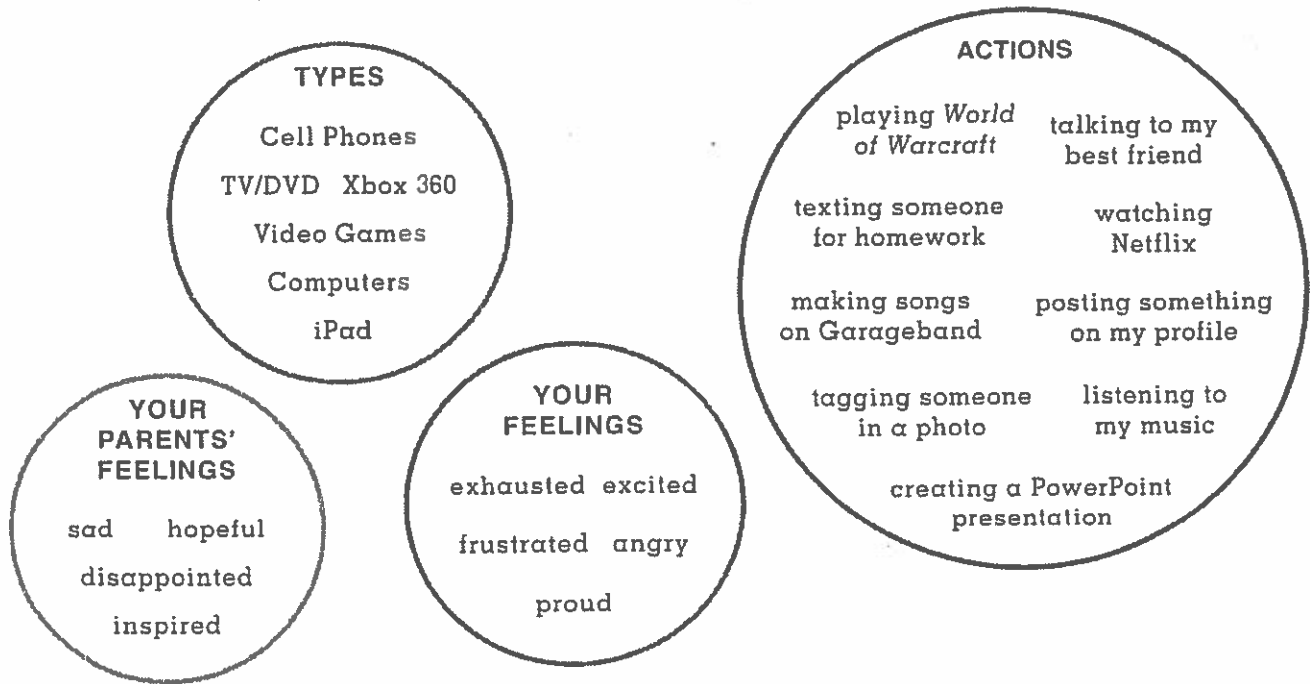 TYPES
Cell Phones
TV/DVD Xbox 360
Video Games
Computers
iPad
YOUR
PARENTS'
FEELINGS
sad hopeful
disappointed
inspired
YOUR
FEELINGS
exhausted excited
frustrated angry
proud
ACTIONS
playing World
of Warcraft
talking to my
best friend
texting someone
for homework
watching
Netflix
making songs
on Garageband
posting something
on my profile
tagging someone
in a photo
listening to
my music
creating a PowerPoint
presentation